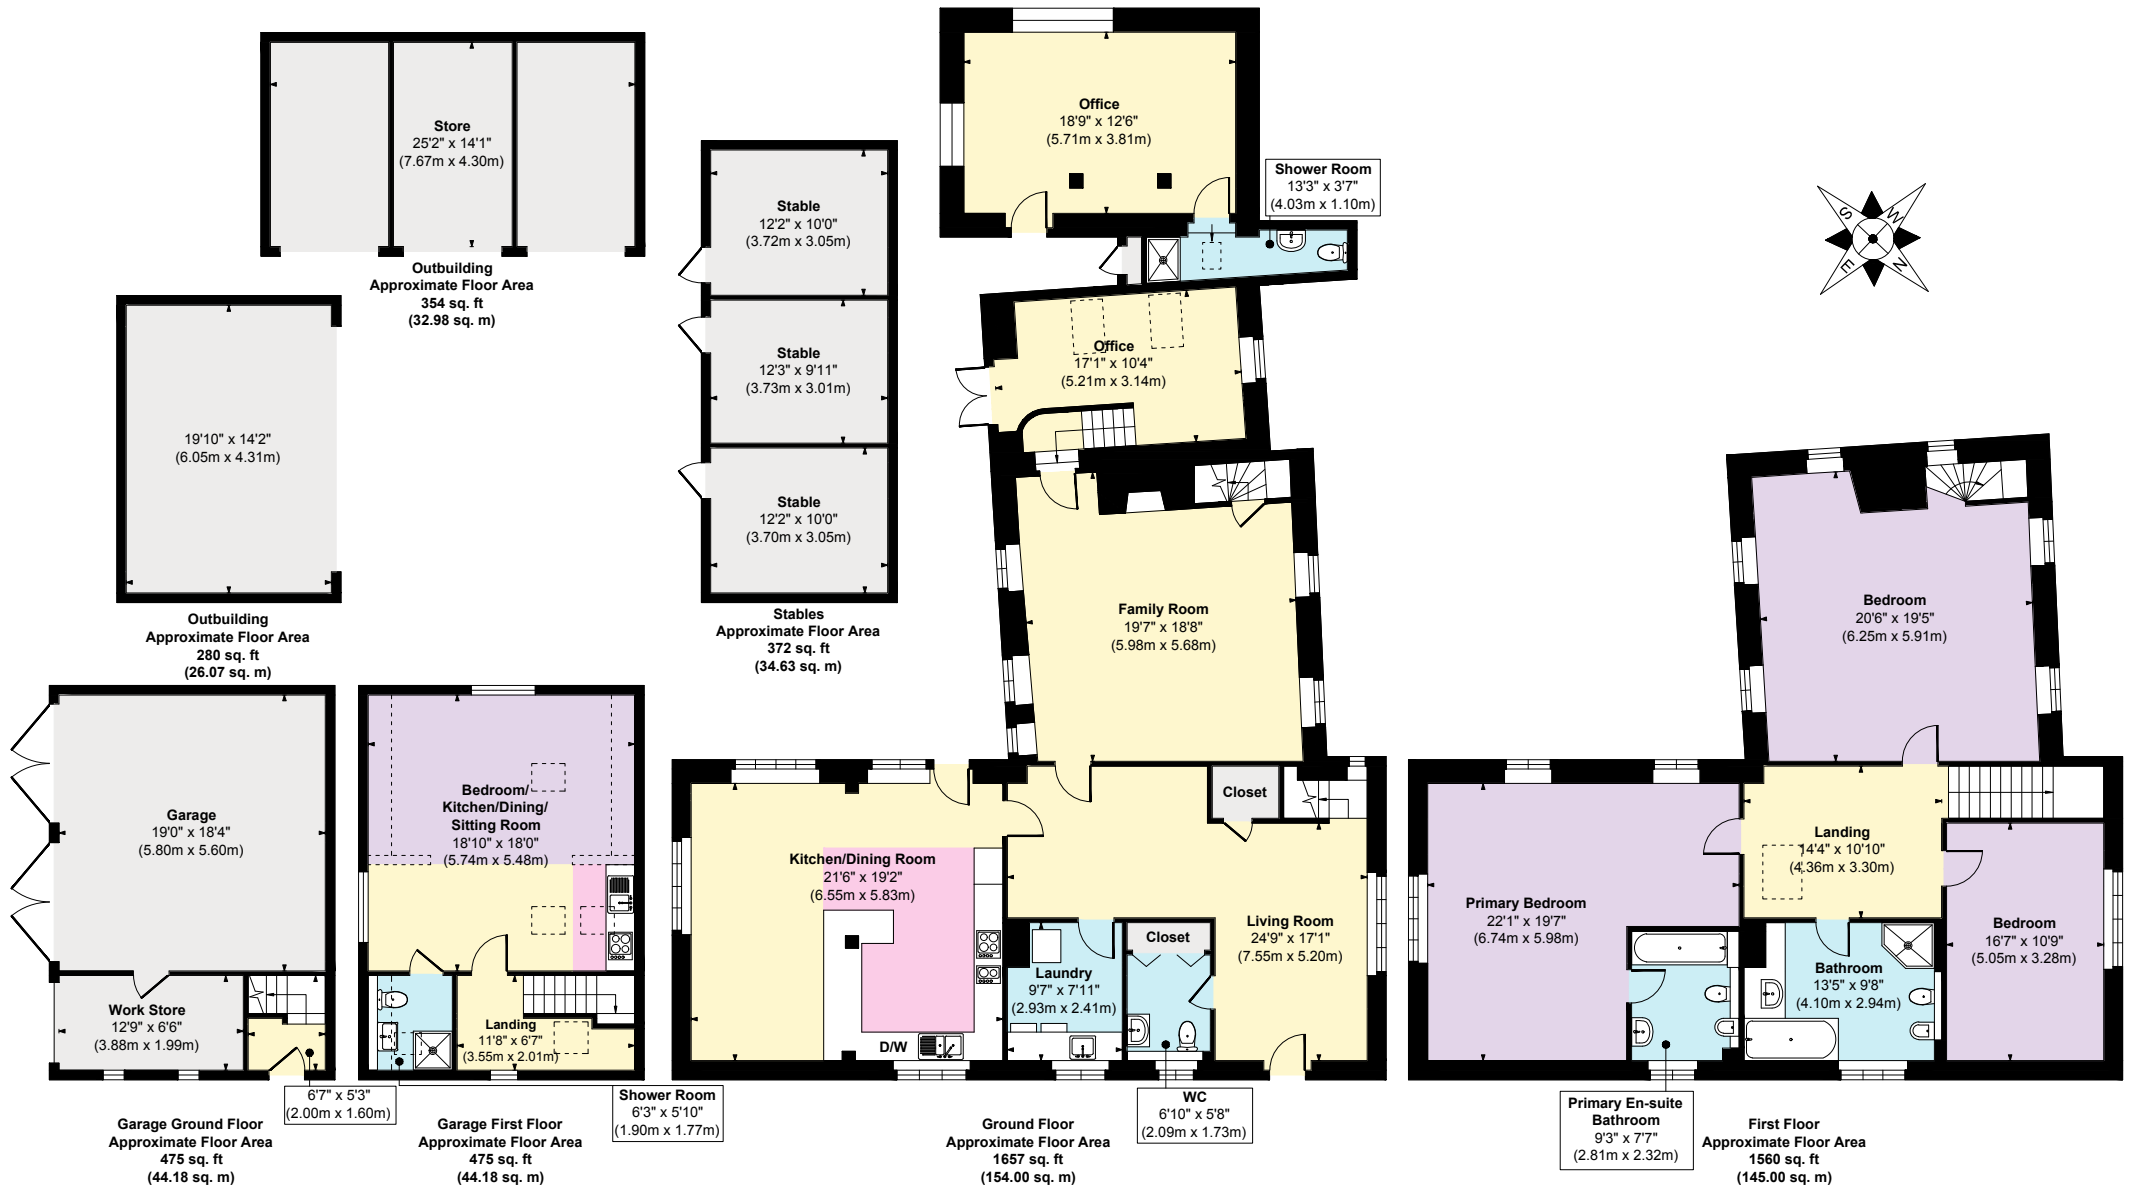 Store
25'2" x 14'1"
(7.67m x 4.30m)
Outbuilding
Approximate Floor Area
354 sq. ft
(32.98 sq. m)
19'10" x 14'2"
(6.05m x 4.31m)
Outbuilding
Approximate Floor Area
280 sq. ft
(26.07 sq. m)
Stable
12'2" x 10'0"
(3.72m x 3.05m)
Stable
12'3" x 9'11"
(3.73m x 3.01m)
Stable
12'2" x 10'0"
(3.70m x 3.05m)
Stables
Approximate Floor Area
372 sq. ft
(34.63 sq. m)
Office
18'9" x 12'6"
(5.71m x 3.81m)
Shower Room
13'3" x 3'7"
(4.03m x 1.10m)
Office
17'1" x 10'4"
(5.21m x 3.14m)
Family Room
19'7" x 18'8"
(5.98m x 5.68m)
S
W
E
N
Bedroom
20'6" x 19'5"
(6.25m x 5.91m)
Garage
19'0" x 18'4"
(5.80m x 5.60m)
Work Store
12'9" x 6'6"
(3.88m x 1.99m)
6'7" x 5'3"
(2.00m x 1.60m)
Garage Ground Floor
Approximate Floor Area
475 sq. ft
(44.18 sq. m)
Bedroom/
Kitchen/Dining/
Sitting Room
18'10" x 18'0"
(5.74m x 5.48m)
Landing
11'8" x 6'7"
(3.55m x 2.01m)
Shower Room
6'3" x 5'10"
(1.90m x 1.77m)
Garage First Floor
Approximate Floor Area
475 sq. ft
(44.18 sq. m)
Kitchen/Dining Room
21'6" x 19'2"
(6.55m x 5.83m)
D/W
Closet
Living Room
24'9" x 17'1"
(7.55m x 5.20m)
Closet
Laundry
9'7" x 7'11"
(2.93m x 2.41m)
WC
6'10" x 5'8"
(2.09m x 1.73m)
Ground Floor
Approximate Floor Area
1657 sq. ft
(154.00 sq. m)
Primary Bedroom
22'1" x 19'7"
(6.74m x 5.98m)
Landing
14'4" x 10'10"
(4.36m x 3.30m)
Bedroom
16'7" x 10'9"
(5.05m x 3.28m)
Bathroom
13'5" x 9'8"
(4.10m x 2.94m)
Primary En-suite
Bathroom
9'3" x 7'7"
(2.81m x 2.32m)
First Floor
Approximate Floor Area
1560 sq. ft
(145.00 sq. m)